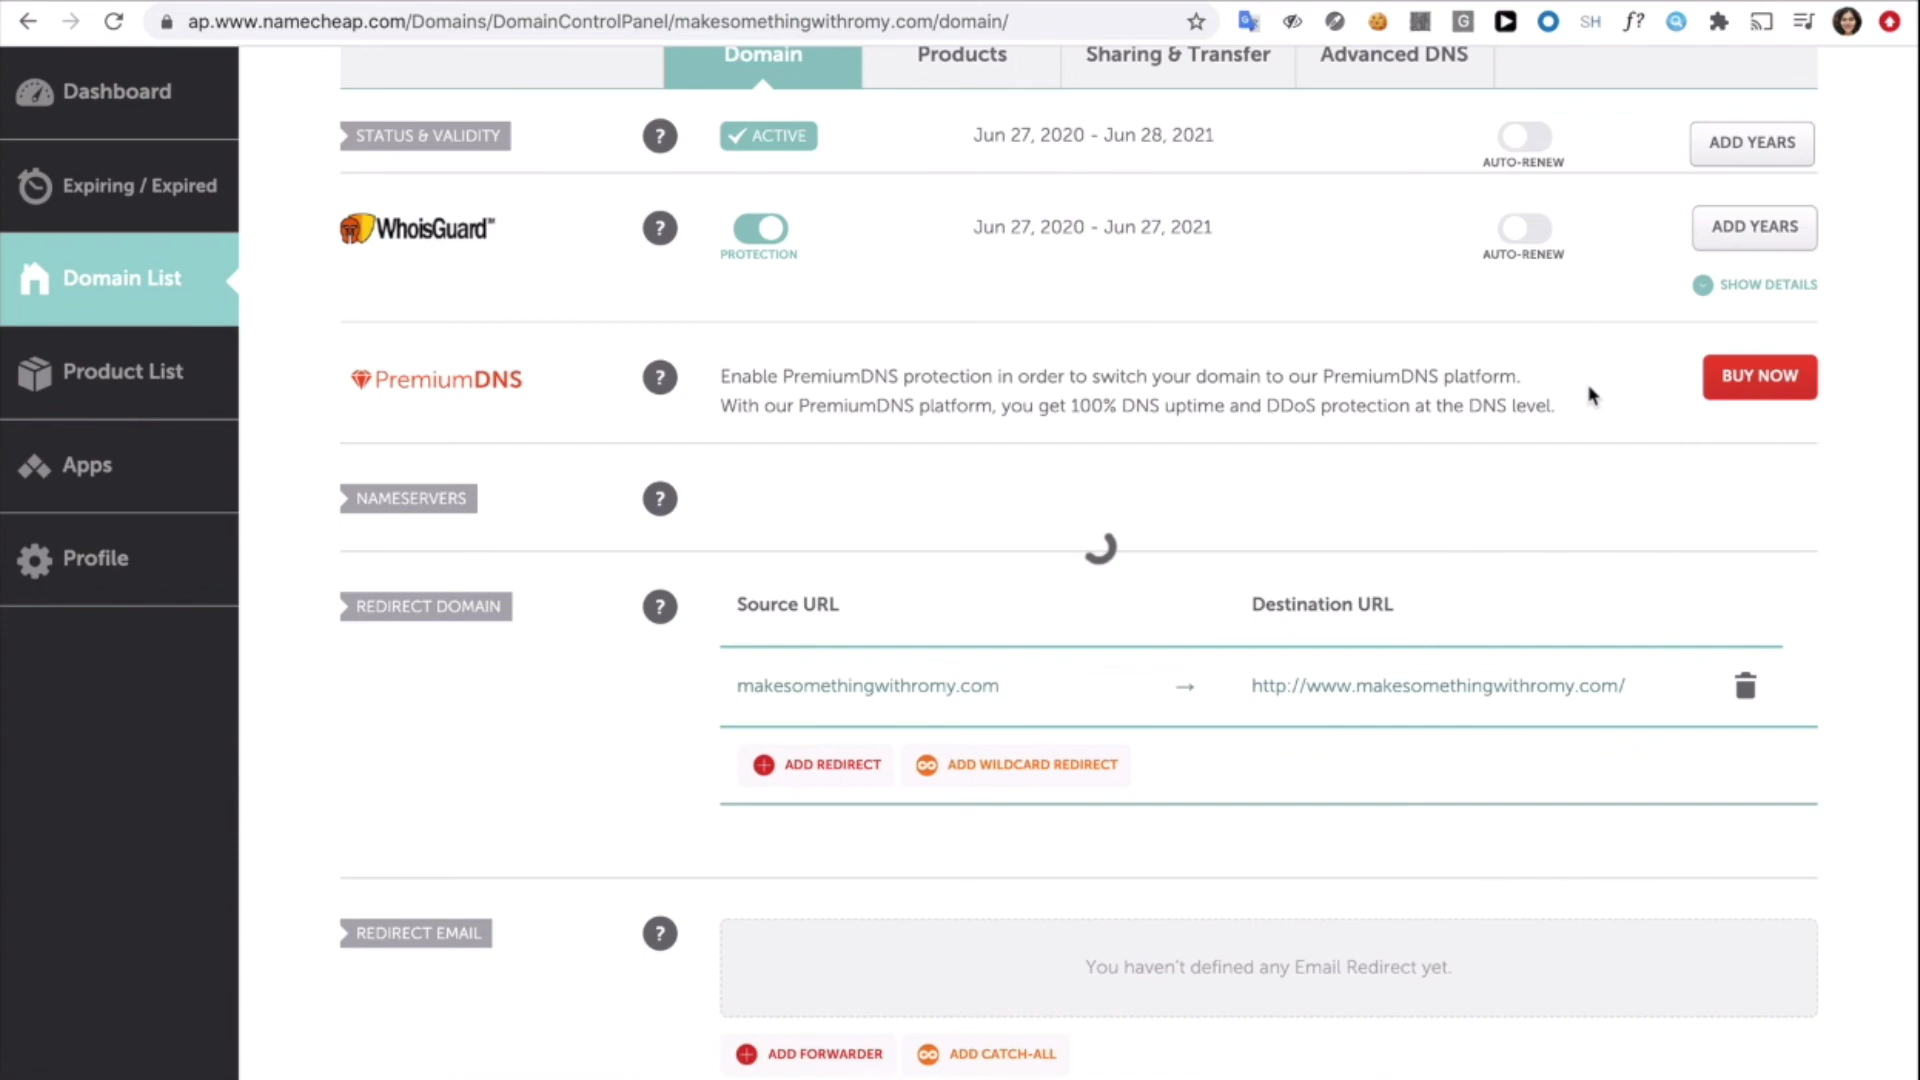 ap.www.namecheap.com/Domains/DomainControlPanel/makesomethingwithromy.com/domain/
G
SH
f?
Domain
Products
Sharing & Transfer
Advanced DNS
Dashboard
Expiring / Expired
Domain List
Product List
Apps
Profile
STATUS & VALIDITY
?
ACTIVE
Jun 27, 2020 - Jun 28, 2021
AUTO-RENEW
ADD YEARS
WhoisGuard™
?
PROTECTION
Jun 27, 2020 - Jun 27, 2021
AUTO-RENEW
ADD YEARS
SHOW DETAILS
PremiumDNS
?
Enable PremiumDNS protection in order to switch your domain to our PremiumDNS platform.
With our PremiumDNS platform, you get 100% DNS uptime and DDoS protection at the DNS level.
BUY NOW
NAMESERVERS
?
REDIRECT DOMAIN
?
Source URL
Destination URL
makesomethingwithromy.com
→
http://www.makesomethingwithromy.com/
ADD REDIRECT
ADD WILDCARD REDIRECT
REDIRECT EMAIL
?
You haven't defined any Email Redirect yet.
ADD FORWARDER
ADD CATCH-ALL